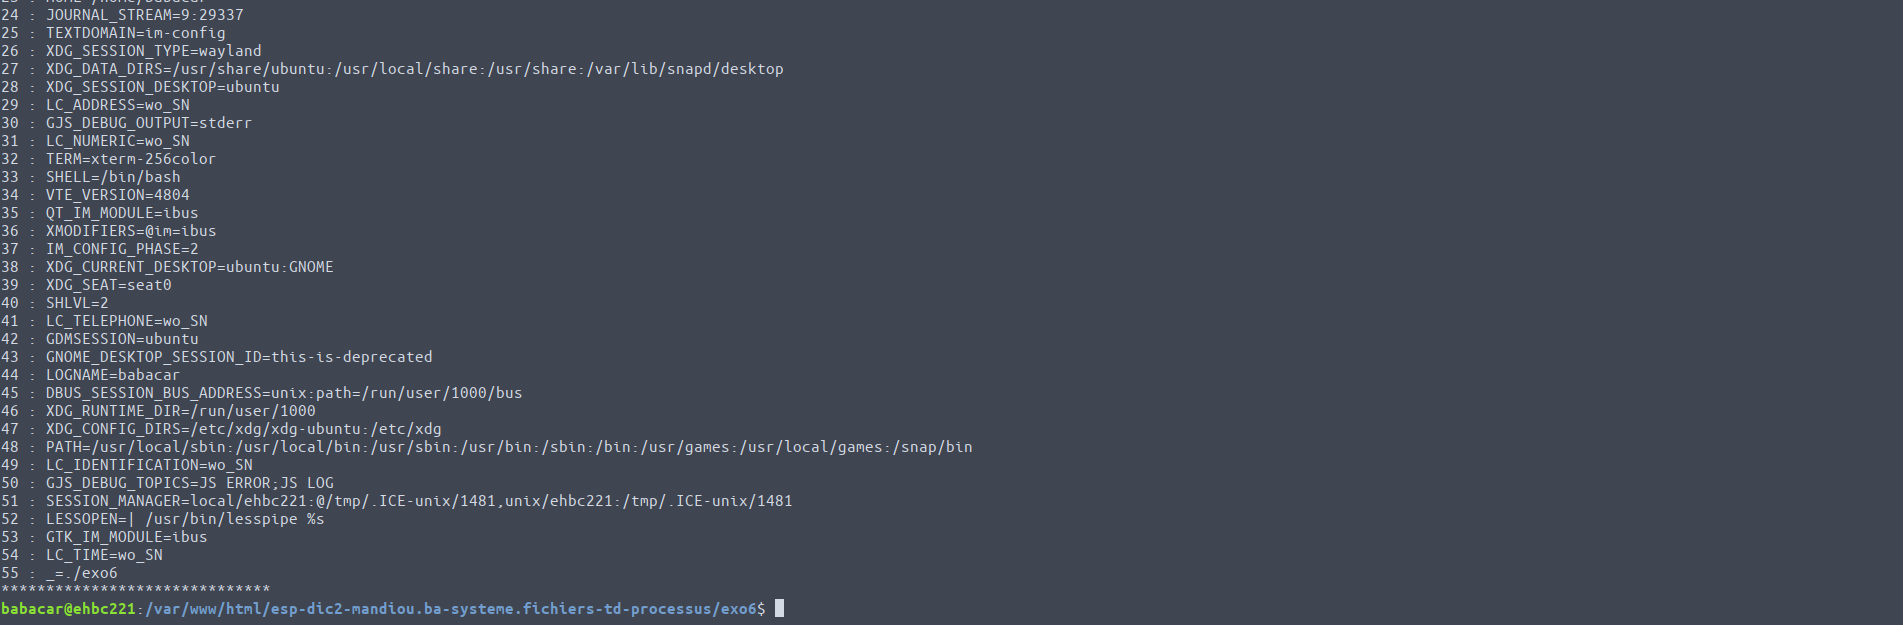 24 : JOURNAL_STREAM=9:29337
25 : TEXTDOMAIN=im-config
26 : XDG_SESSION_TYPE=wayland
27 : XDG_DATA_DIRS=/usr/share/ubuntu:/usr/local/share:/usr/share:/var/lib/snapd/desktop
28 : XDG_SESSION_DESKTOP=ubuntu
29 : LC_ADDRESS=wo_SN
30 : GJS_DEBUG_OUTPUT=stderr
31 : LC_NUMERIC=wo_SN
32 : TERM=xterm-256color
33 : SHELL=/bin/bash
34 : VTE_VERSION=4804
35 : QT_IM_MODULE=ibus
36 : XMODIFIERS=@im=ibus
37 : IM_CONFIG_PHASE=2
38 : XDG_CURRENT_DESKTOP=ubuntu:GNOME
39 : XDG_SEAT=seat0
40 : SHLVL=2
41 : LC_TELEPHONE=wo_SN
42 : GDMSESSION=ubuntu
43 : GNOME_DESKTOP_SESSION_ID=this-is-deprecated
44 : LOGNAME=babacar
45 : DBUS_SESSION_BUS_ADDRESS=unix:path=/run/user/1000/bus
46 : XDG_RUNTIME_DIR=/run/user/1000
47 : XDG_CONFIG_DIRS=/etc/xdg/xdg-ubuntu:/etc/xdg
48 : PATH=/usr/local/sbin:/usr/local/bin:/usr/sbin:/usr/bin:/sbin:/bin:/usr/games:/usr/local/games:/snap/bin
49 : LC_IDENTIFICATION=wo_SN
50 : GJS_DEBUG_TOPICS=JS ERROR;JS LOG
51 : SESSION_MANAGER=local/ehbc221:@/tmp/.ICE-unix/1481,unix/ehbc221:/tmp/.ICE-unix/1481
52 : LESSOPEN=| /usr/bin/lesspipe %s
53 : GTK_IM_MODULE=ibus
54 : LC_TIME=wo_SN
55 : _=./exo6
******************************
babacar@ehbc221:/var/www/html/esp-dic2-mandiou.ba-systeme.fichiers-td-processus/exo6$